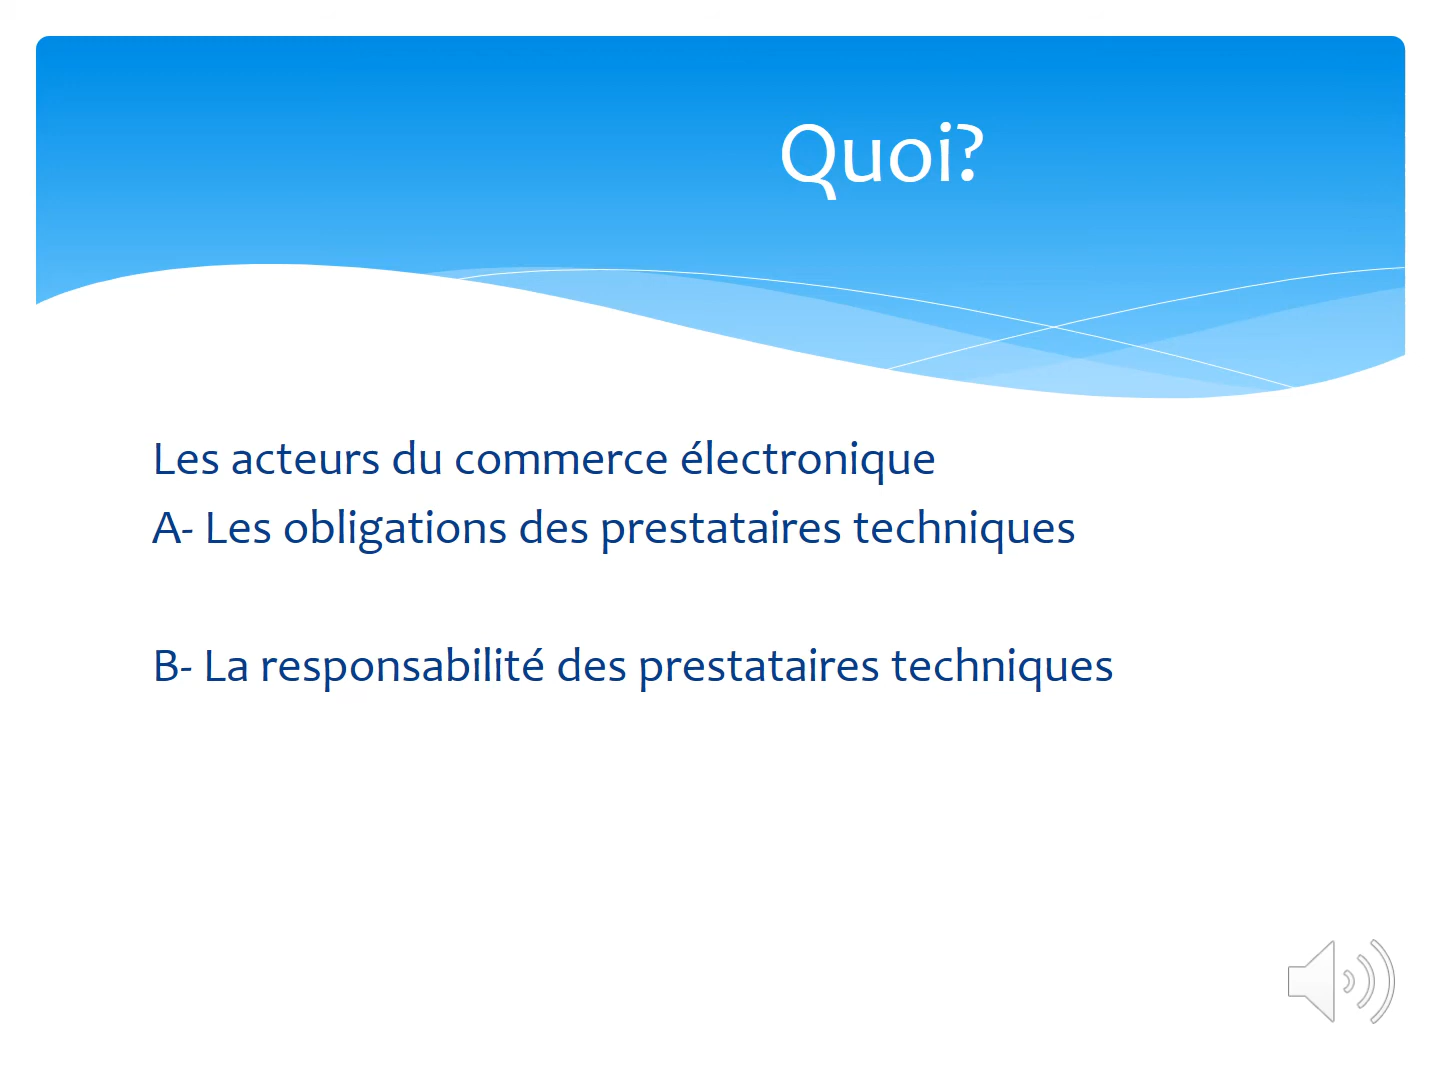 Quoi?
Les acteurs du commerce électronique
A- Les obligations des prestataires techniques
B- La responsabilité des prestataires techniques